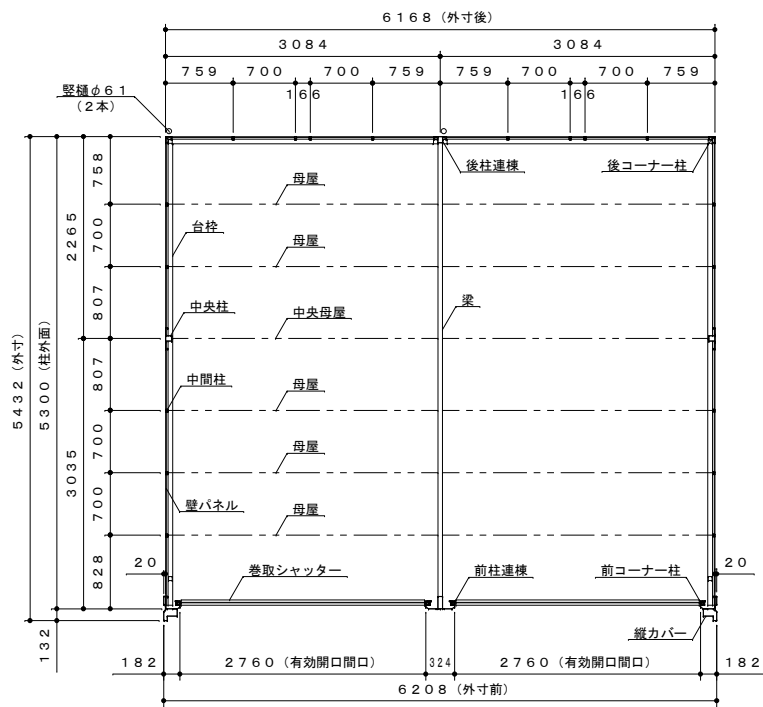 ６１６８（外寸後）
３０８４
３０８４
７５９
７００
７００
７５９
７５９
７００
７００
７５９
１６６
１６６
竪樋φ６１
（２本）
後柱連棟
後コーナー柱
７５８
母屋
２２６５
台枠
７００
母屋
８０７
中央柱
中央母屋
梁
５４３２（外寸）
５３００（柱外面）
８０７
中間柱
母屋
７００
母屋
３０３５
７００
壁パネル
母屋
２０
８２８
巻取シャッター
前柱連棟
前コーナー柱
２０
縦カバー
１３２
１８２
２７６０（有効開口間口）
３２４
２７６０（有効開口間口）
１８２
６２０８（外寸前）